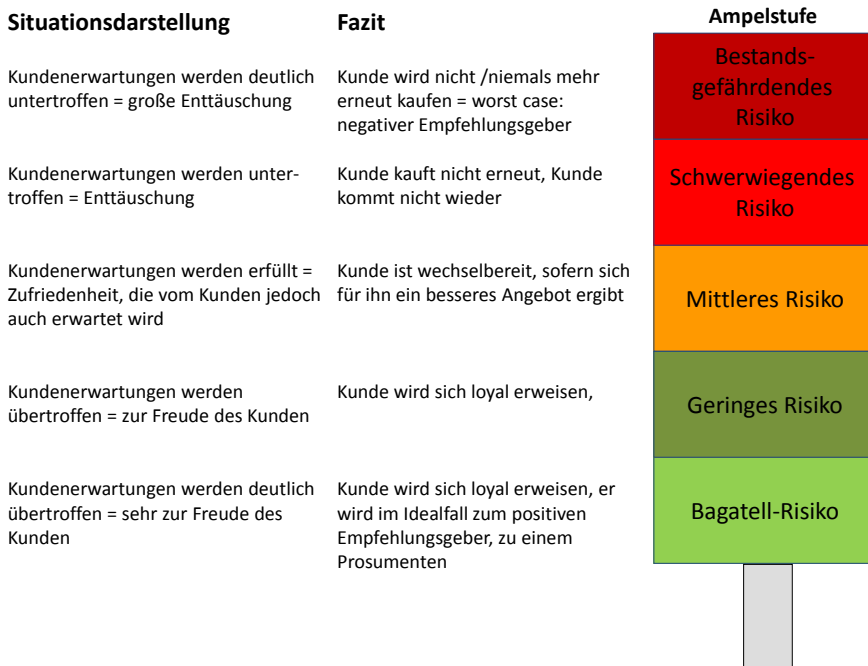 Situationsdarstellung
Fazit
Ampelstufe
Kundenerwartungen werden deutlich
untertroffen = große Enttäuschung
Kunde wird nicht /niemals mehr
erneut kaufen = worst case:
negativer Empfehlungsgeber
Bestands-
gefährdendes
Risiko
Kundenerwartungen werden unter-
troffen = Enttäuschung
Kunde kauft nicht erneut, Kunde
kommt nicht wieder
Schwerwiegendes
Risiko
Kundenerwartungen werden erfüllt =
Zufriedenheit, die vom Kunden jedoch
auch erwartet wird
Kunde ist wechselbereit, sofern sich
für ihn ein besseres Angebot ergibt
Mittleres Risiko
Kundenerwartungen werden
übertroffen = zur Freude des Kunden
Kunde wird sich loyal erweisen,
Geringes Risiko
Kundenerwartungen werden deutlich
übertroffen = sehr zur Freude des
Kunden
Kunde wird sich loyal erweisen, er
wird im Idealfall zum positiven
Empfehlungsgeber, zu einem
Prosumenten
Bagatell-Risiko